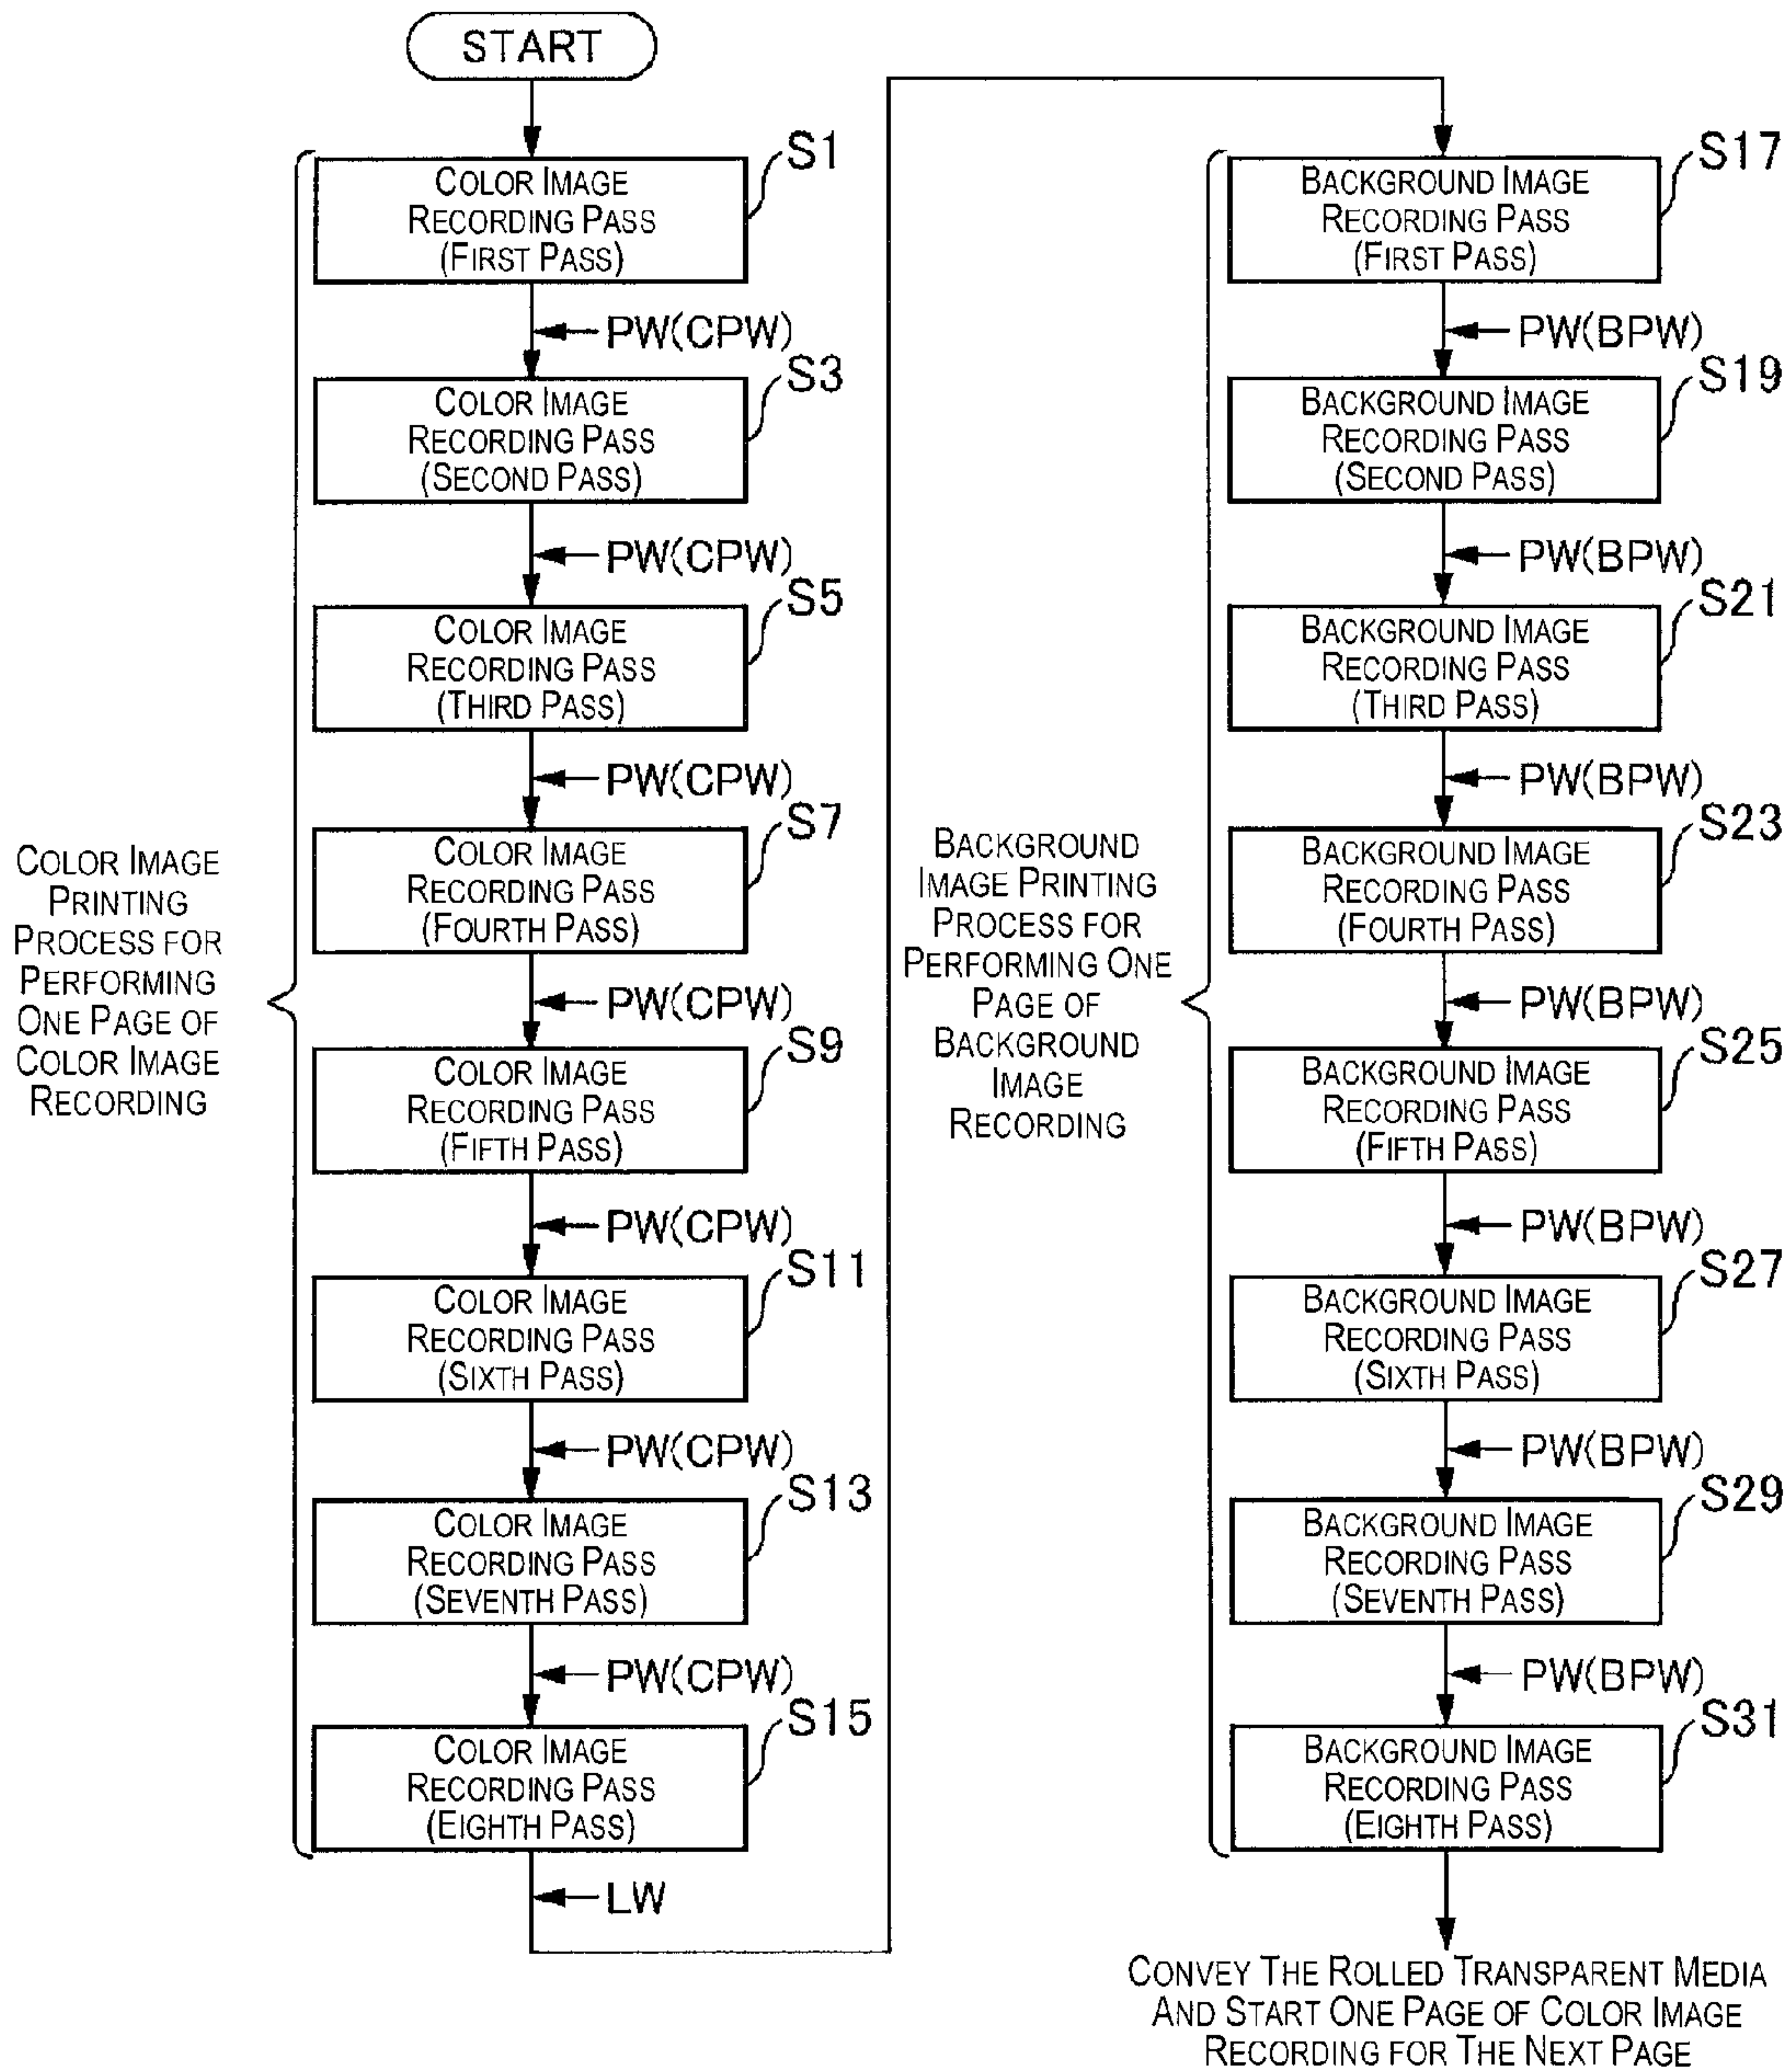 START
S1
COLOR IMAGE
RECORDING PASS
(FIRST PASS)
PW(CPW)
S3
COLOR IMAGE
RECORDING PASS
(SECOND PASS)
PW(CPW)
S5
COLOR IMAGE
RECORDING PASS
(THIRD PASS)
PW(CPW)
S7
COLOR IMAGE
RECORDING PASS
(FOURTH PASS)
PW(CPW)
S9
COLOR IMAGE
RECORDING PASS
(FIFTH PASS)
PW(CPW)
S11
COLOR IMAGE
RECORDING PASS
(SIXTH PASS)
PW(CPW)
S13
COLOR IMAGE
RECORDING PASS
(SEVENTH PASS)
PW(CPW)
S15
COLOR IMAGE
RECORDING PASS
(EIGHTH PASS)
LW
COLOR IMAGE
PRINTING
PROCESS FOR
PERFORMING
ONE PAGE OF
COLOR IMAGE
RECORDING
S17
BACKGROUND IMAGE
RECORDING PASS
(FIRST PASS)
PW(BPW)
S19
BACKGROUND IMAGE
RECORDING PASS
(SECOND PASS)
PW(BPW)
S21
BACKGROUND IMAGE
RECORDING PASS
(THIRD PASS)
PW(BPW)
S23
BACKGROUND IMAGE
RECORDING PASS
(FOURTH PASS)
PW(BPW)
S25
BACKGROUND IMAGE
RECORDING PASS
(FIFTH PASS)
PW(BPW)
S27
BACKGROUND IMAGE
RECORDING PASS
(SIXTH PASS)
PW(BPW)
S29
BACKGROUND IMAGE
RECORDING PASS
(SEVENTH PASS)
PW(BPW)
S31
BACKGROUND IMAGE
RECORDING PASS
(EIGHTH PASS)
BACKGROUND
IMAGE PRINTING
PROCESS FOR
PERFORMING ONE
PAGE OF
BACKGROUND
IMAGE
RECORDING
CONVEY THE ROLLED TRANSPARENT MEDIA
AND START ONE PAGE OF COLOR IMAGE
RECORDING FOR THE NEXT PAGE